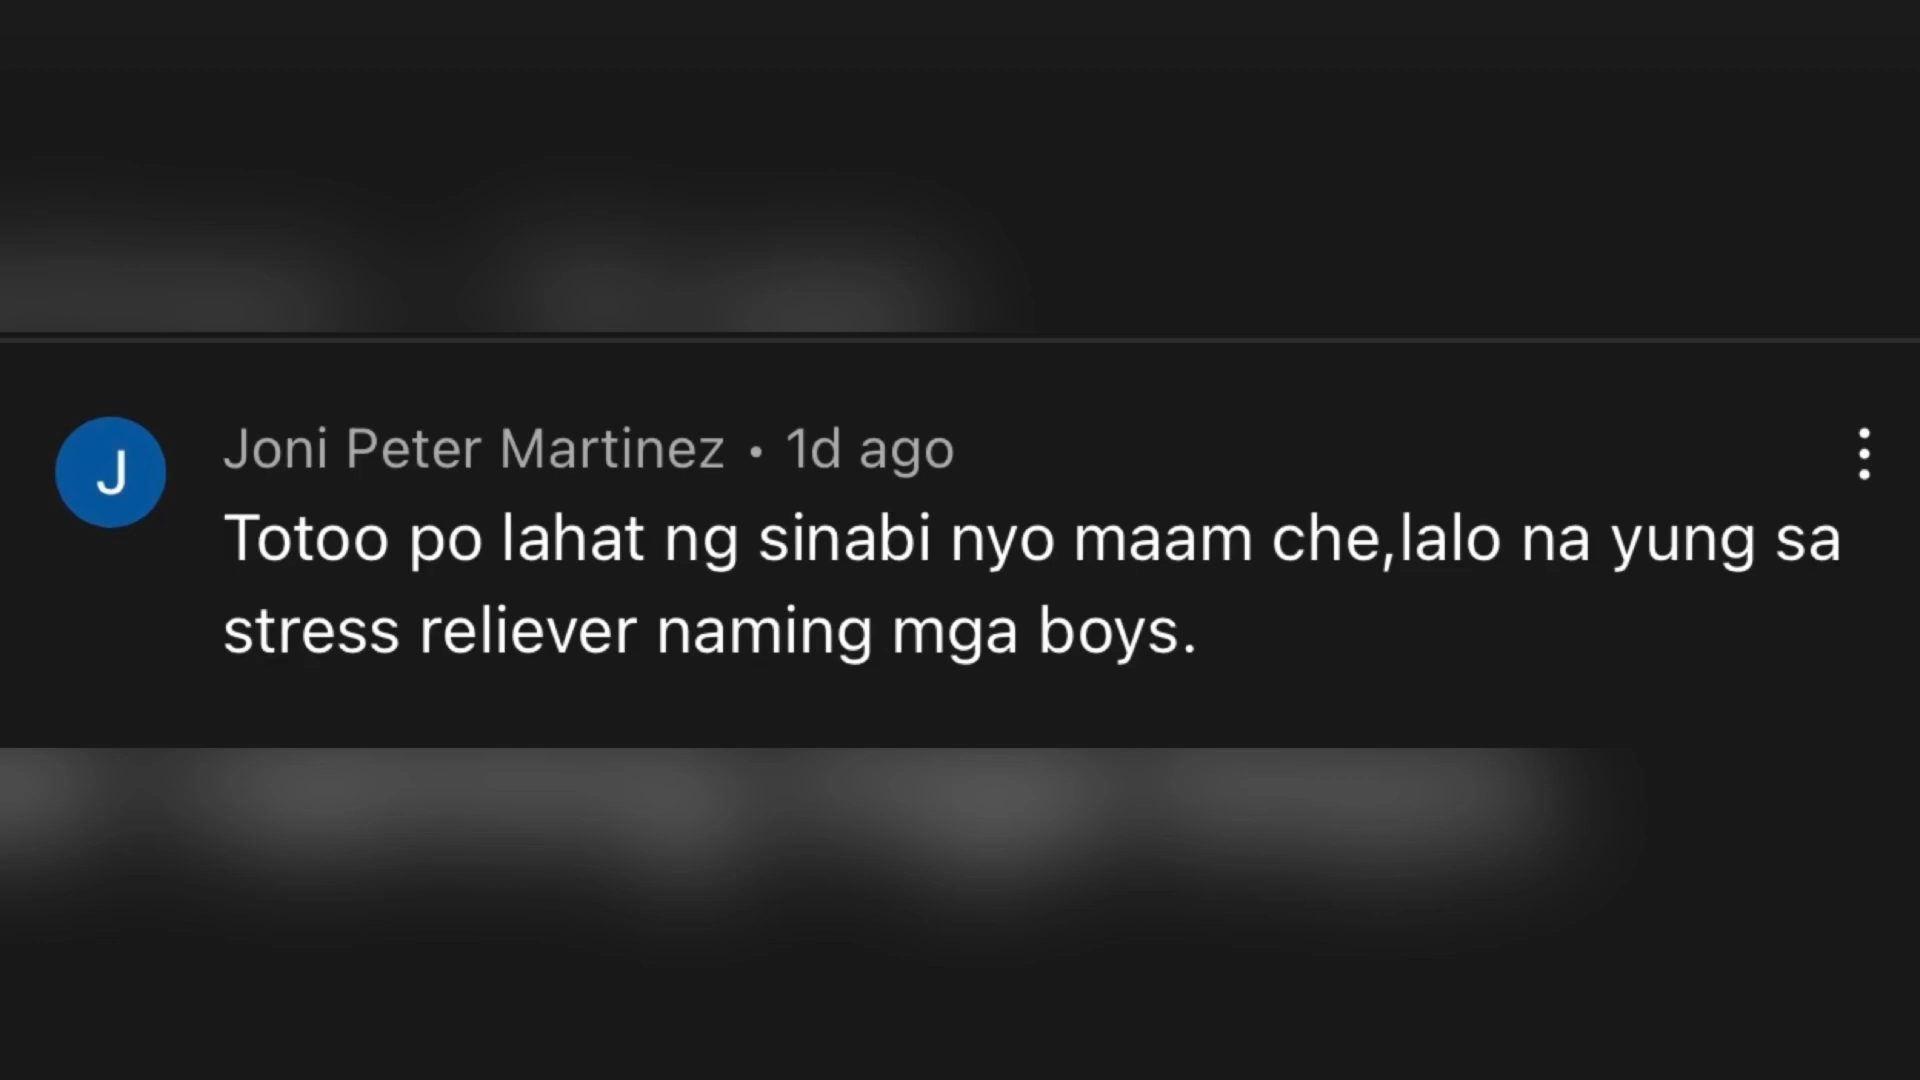 J
Joni Peter Martinez • 1d ago
Totoo po lahat ng sinabi nyo maam che,lalo na yung sa
stress reliever naming mga boys.